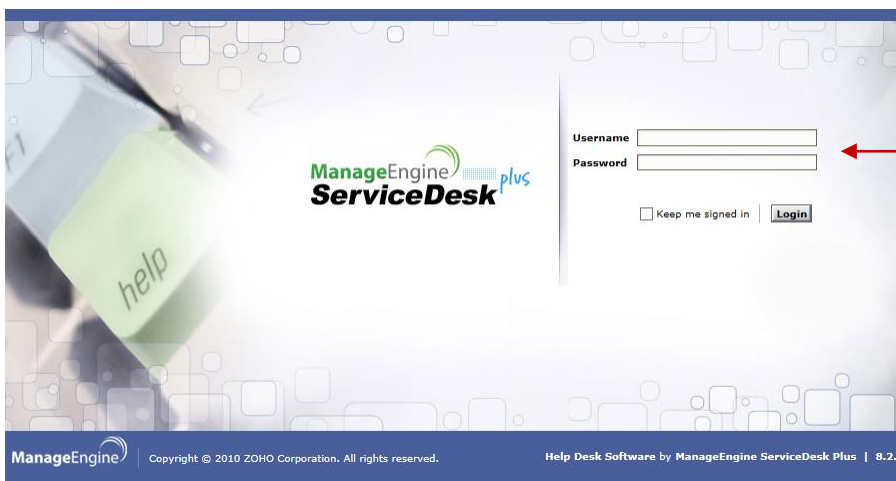 F1
help
ManageEngine
ServiceDesk plus
Username
Password
Keep me signed in
Login
ManageEngine
Copyright © 2010 ZOHO Corporation. All rights reserved.
Help Desk Software by ManageEngine ServiceDesk Plus | 8.2.